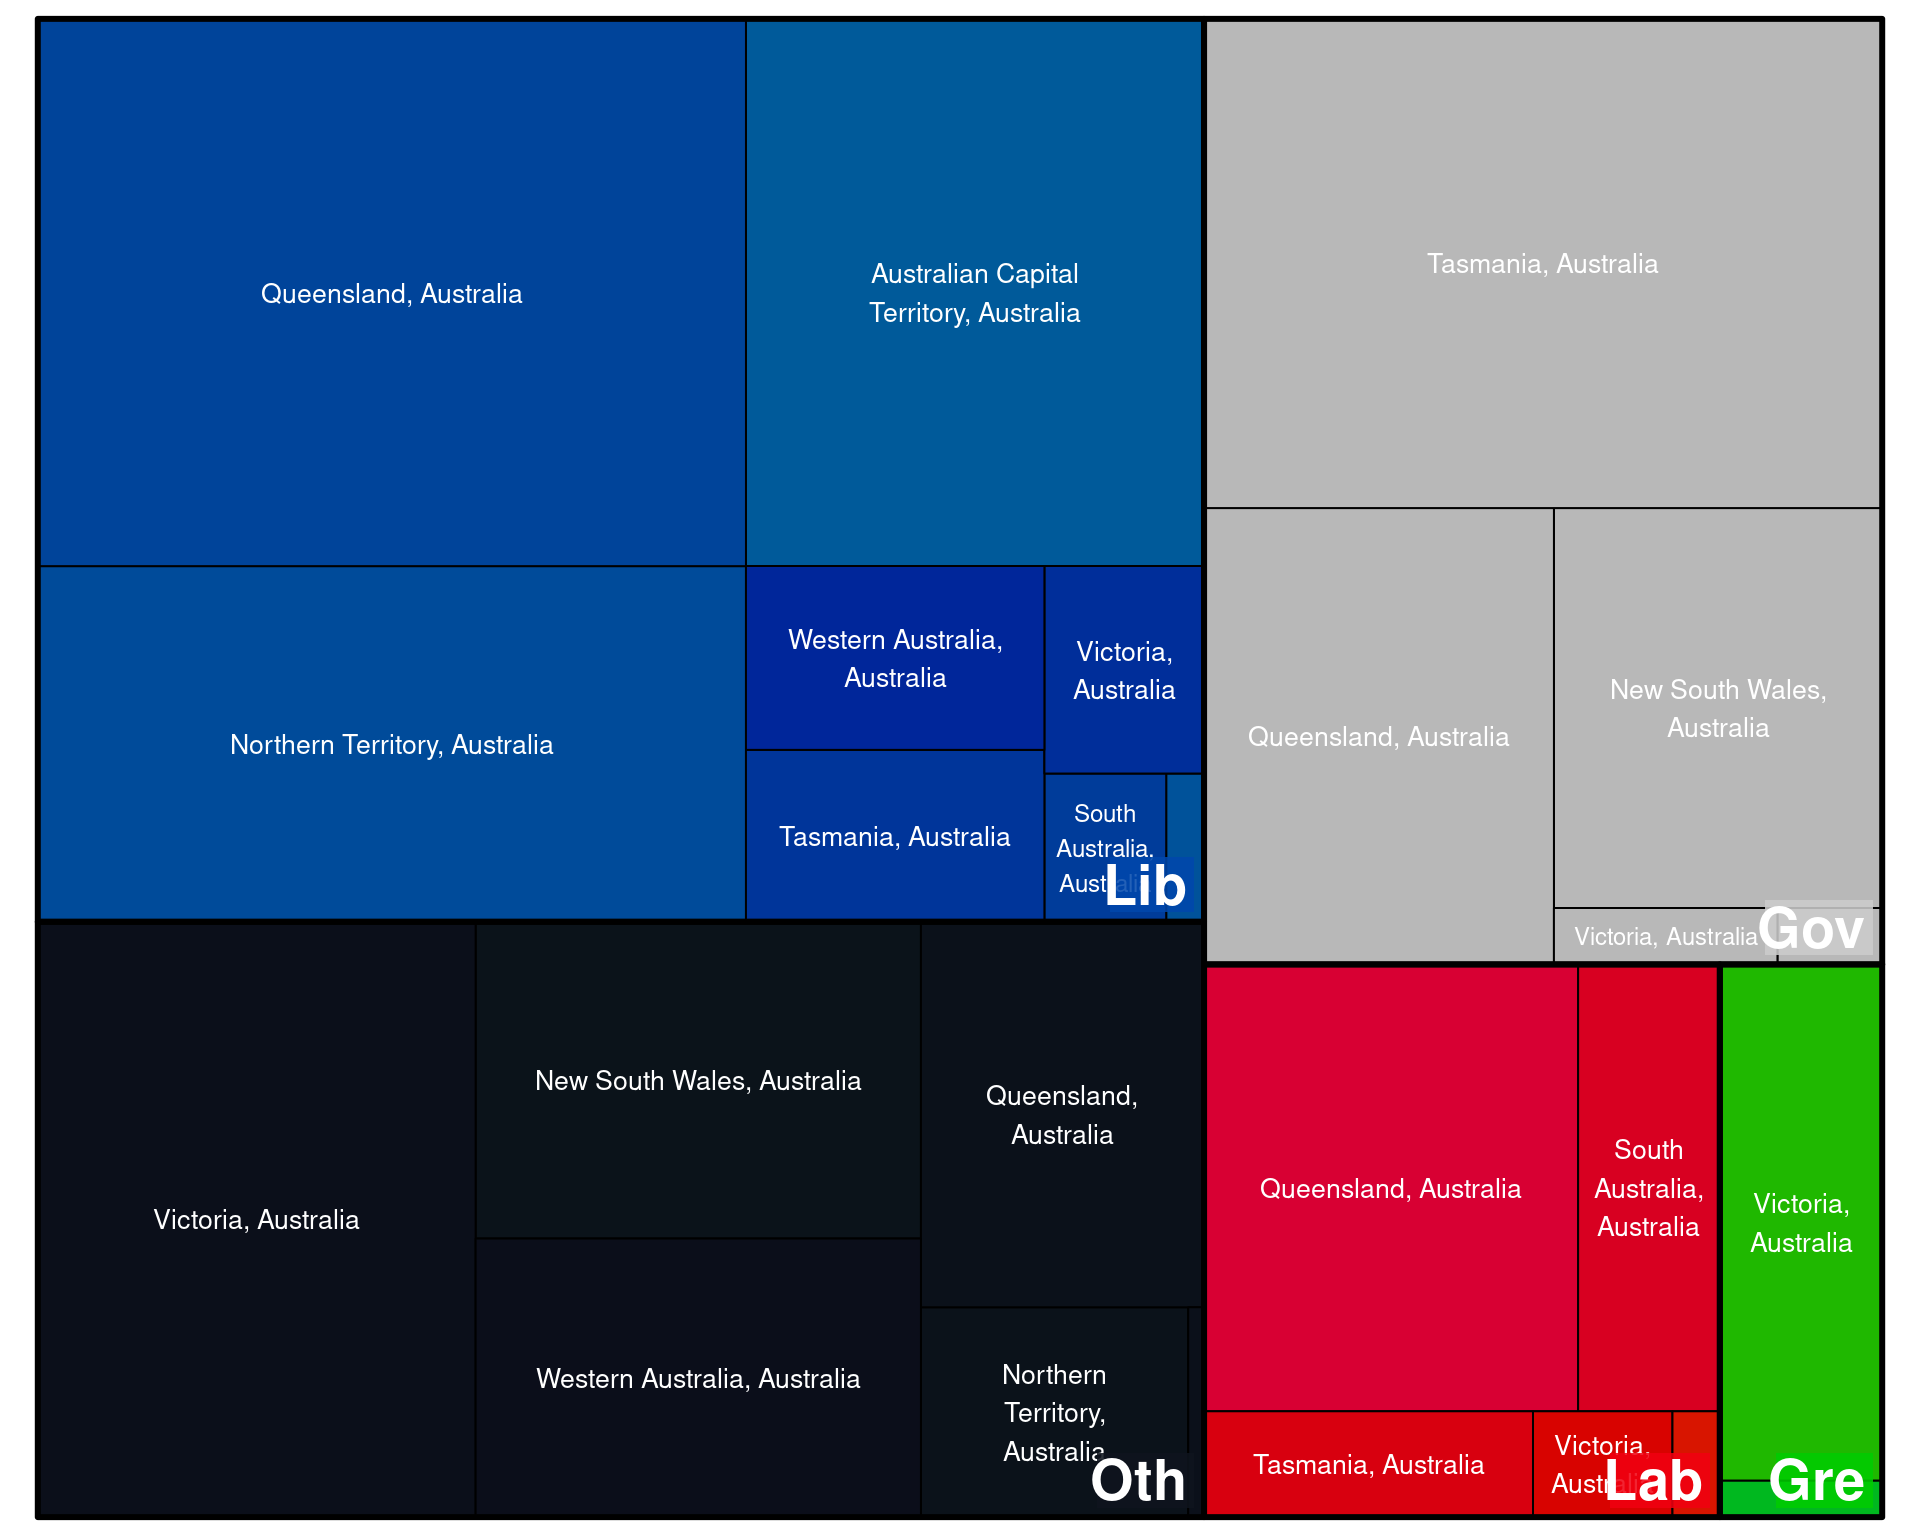 Queensland, Australia
Australian Capital
Territory, Australia
Northern Territory, Australia
Western Australia,
Australia
Victoria,
Australia
Tasmania, Australia
South
Australia,
Australia
Lib
Tasmania, Australia
Queensland, Australia
New South Wales,
Australia
Victoria, Australia
Gov
Victoria, Australia
New South Wales, Australia
Queensland,
Australia
Western Australia, Australia
Northern
Territory,
Australia
Oth
Queensland, Australia
South
Australia,
Australia
Tasmania, Australia
Victoria,
Australia
Lab
Victoria,
Australia
Gre